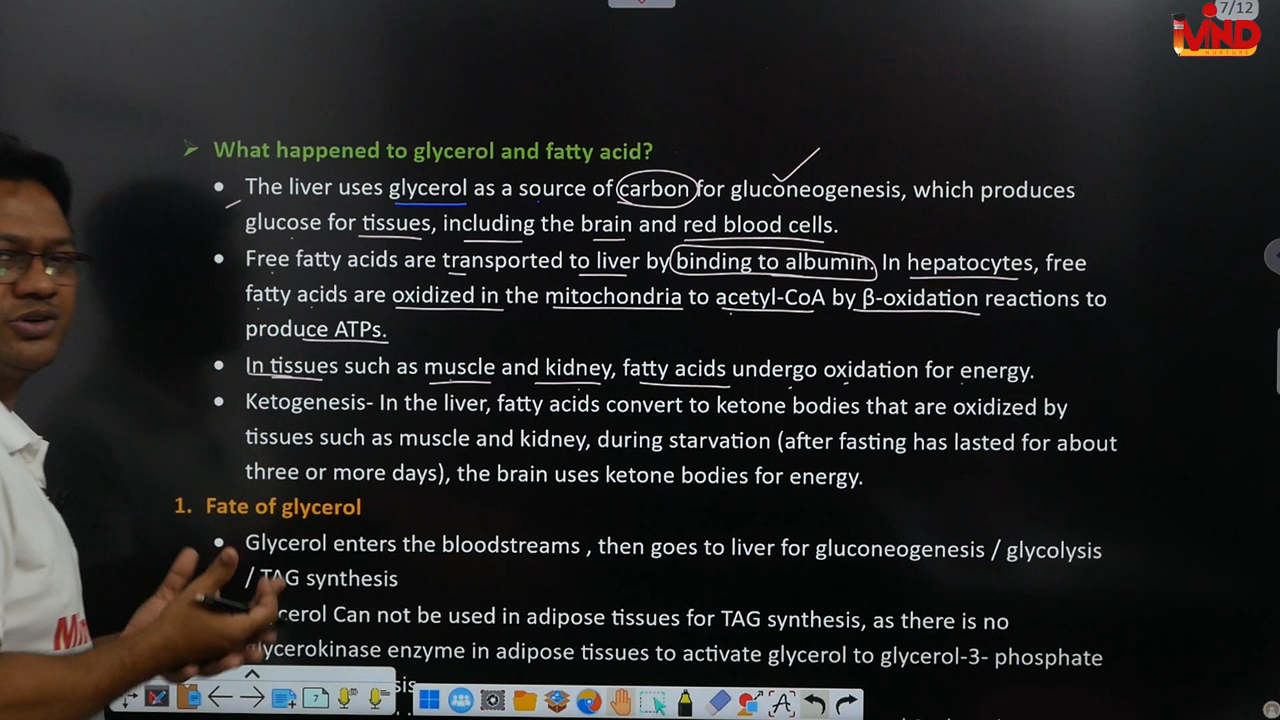 7/12
MIND
NURTURE
What happened to glycerol and fatty acid?
The liver uses glycerol as a source of carbon for gluconeogenesis, which produces
glucose for tissues, including the brain and red blood cells.
Free fatty acids are transported to liver by binding to albumin. In hepatocytes, free
fatty acids are oxidized in the mitochondria to acetyl-CoA by β-oxidation reactions to
produce ATPs.
In tissues such as muscle and kidney, fatty acids undergo oxidation for energy.
Ketogenesis- In the liver, fatty acids convert to ketone bodies that are oxidized by
tissues such as muscle and kidney, during starvation (after fasting has lasted for about
three or more days), the brain uses ketone bodies for energy.
1. Fate of glycerol
Glycerol enters the bloodstreams , then goes to liver for gluconeogenesis / glycolysis
/ TAG synthesis
Can not be used in adipose tissues for TAG synthesis, as there is no
glycerokinase enzyme in adipose tissues to activate glycerol to glycerol-3- phosphate
7